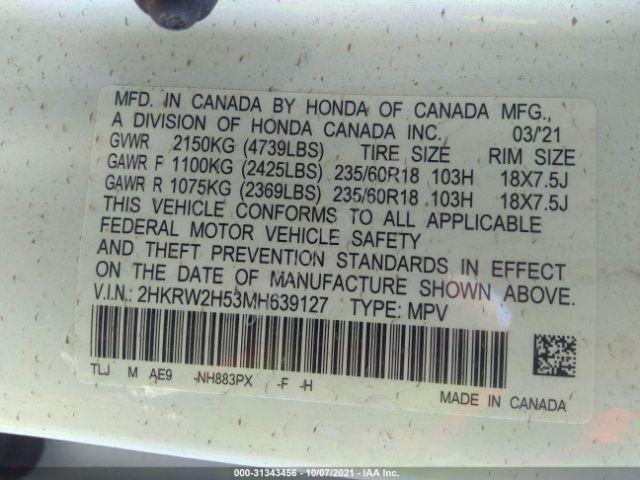 MFD. IN CANADA BY HONDA OF CANADA MFG.,
A DIVISION OF HONDA CANADA INC. 03/'21
GVWR 2150KG (4739LBS) TIRE SIZE RIM SIZE
GAWR F 1100KG (2425LBS) 235/60R18 103H 18X7.5J
GAWR R 1075KG (2369LBS) 235/60R18 103H 18X7.5J
THIS VEHICLE CONFORMS TO ALL APPLICABLE
FEDERAL MOTOR VEHICLE SAFETY
AND THEFT PREVENTION STANDARDS IN EFFECT
ON THE DATE OF MANUFACTURE SHOWN ABOVE.
V.I.N.: 2HKRW2H53MH639127 TYPE: MPV
TLJ M AE9 -NH883PX -F -H
MADE IN CANADA
000-31343456 - 10/07/2021 - IAA Inc.